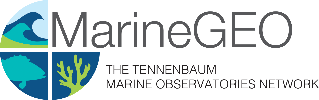 MarineGEO
THE TENNENBAUM
MARINE OBSERVATORIES NETWORK